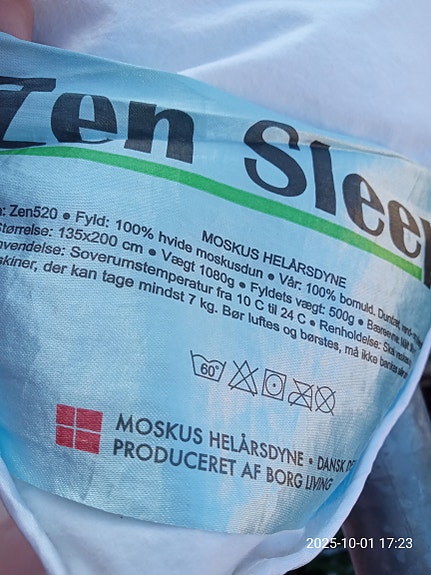 Zen Sleep
MOSKUS HELÅRSDYNE
: Zen520 • Fyld: 100% hvide moskusdun • Vår: 100% bomuld.
Størrelse: 135x200 cm • Vægt 1080g • Fyldets vægt: 500g •
nvendelse: Soverumstemperatur fra 10 C til 24 C • Renholdelse:
skiner, der kan tage mindst 7 kg. Bør luftes og børstes, må ikke
60°
MOSKUS HELÅRSDYNE • DANSK
PRODUCERET AF BORG LIVING
2025-10-01 17:23